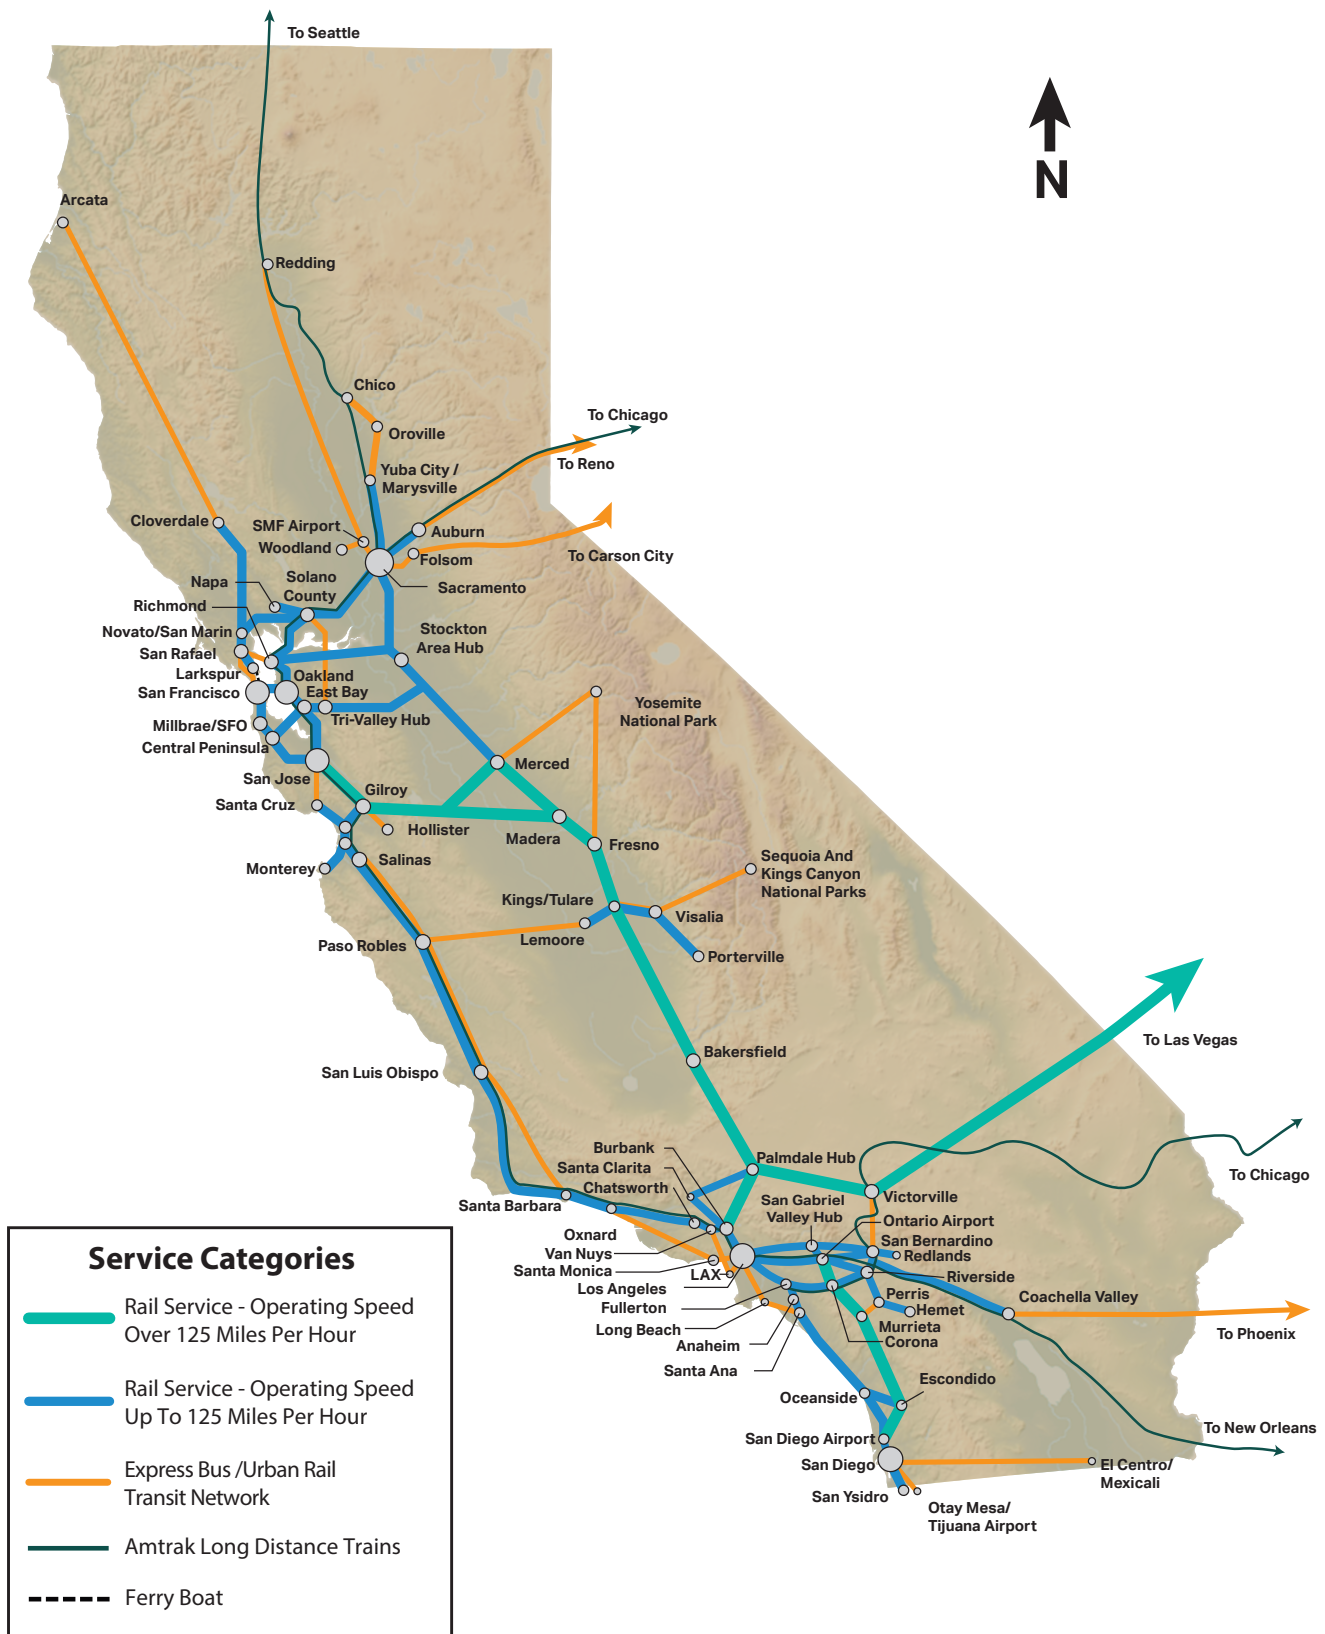 To Seattle
N
Arcata
Redding
Chico
To Chicago
Oroville
To Reno
Yuba City /
Marysville
Cloverdale
SMF Airport
Auburn
Woodland
Folsom
To Carson City
Napa
Solano
County
Sacramento
Richmond
Novato/San Marin
Stockton
Area Hub
San Rafael
Larkspur
Oakland
San Francisco
East Bay
Yosemite
National Park
Tri-Valley Hub
Millbrae/SFO
Central Peninsula
Merced
San Jose
Gilroy
Santa Cruz
Hollister
Madera
Fresno
Salinas
Monterey
Sequoia And
Kings Canyon
National Parks
Kings/Tulare
Visalia
Lemoore
Paso Robles
Porterville
To Las Vegas
Bakersfield
San Luis Obispo
Burbank
Palmdale Hub
Santa Clarita
To Chicago
Chatsworth
San Gabriel
Valley Hub
Victorville
Santa Barbara
Ontario Airport
Oxnard
San Bernardino
Van Nuys
Redlands
Santa Monica
LAX
Riverside
Los Angeles
Perris
Coachella Valley
Fullerton
Hemet
Long Beach
Murrieta
To Phoenix
Anaheim
Corona
Santa Ana
Escondido
Oceanside
To New Orleans
San Diego Airport
San Diego
El Centro/
Mexicali
San Ysidro
Otay Mesa/
Tijuana Airport
Service Categories
Rail Service - Operating Speed
Over 125 Miles Per Hour
Rail Service - Operating Speed
Up To 125 Miles Per Hour
Express Bus /Urban Rail
Transit Network
Amtrak Long Distance Trains
Ferry Boat